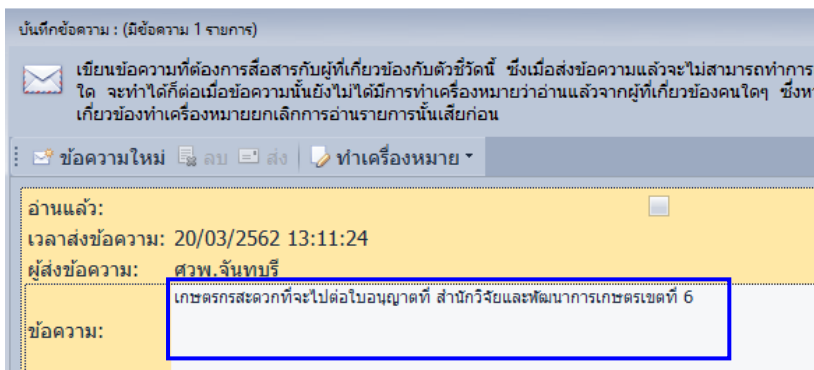 บันทึกข้อความ : (มีข้อความ 1 รายการ)
เขียนข้อความที่ต้องการสื่อสารกับผู้ที่เกี่ยวข้องกับตัวชี้วัดนี้ ซึ่งเมื่อส่งข้อความแล้วจะไม่สามารถทำการ
ใด จะทำได้ก็ต่อเมื่อข้อความนั้นยังไม่ได้มีการทำเครื่องหมายว่าอ่านแล้วจากผู้ที่เกี่ยวข้องคนใดๆ ซึ่งห
เกี่ยวข้องทำเครื่องหมายยกเลิกการอ่านรายการนั้นเสียก่อน
ข้อความใหม่ ลบ ส่ง ทำเครื่องหมาย
อ่านแล้ว:
เวลาส่งข้อความ: 20/03/2562 13:11:24
ผู้ส่งข้อความ: ศวพ.จันทบุรี
เกษตรกรสะดวกที่จะไปต่อใบอนุญาตที่ สำนักวิจัยและพัฒนาการเกษตรเขตที่ 6
ข้อความ: